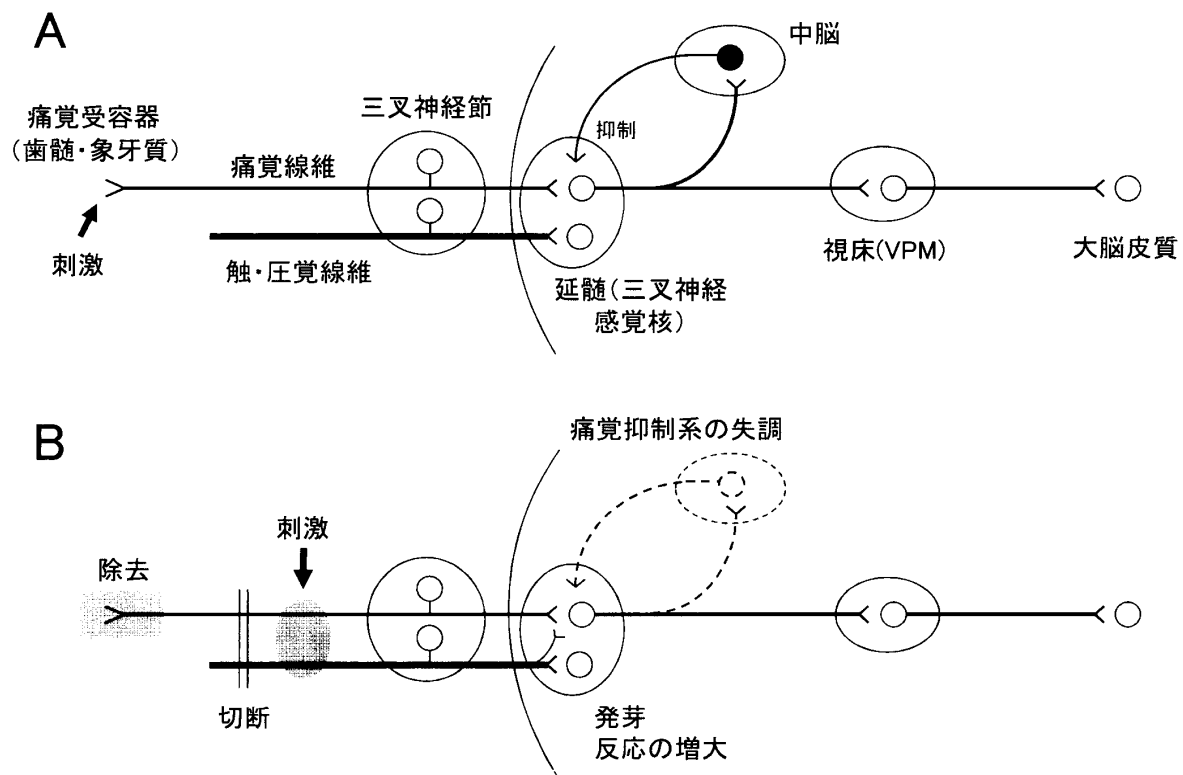 A
中脳
三叉神経節
痛覚受容器
(歯髄・象牙質)
抑制
痛覚線維
刺激
触・圧覚線維
視床(VPM)
大脳皮質
延髄(三叉神経
感覚核)
B
痛覚抑制系の失調
刺激
除去
切断
発芽
反応の増大